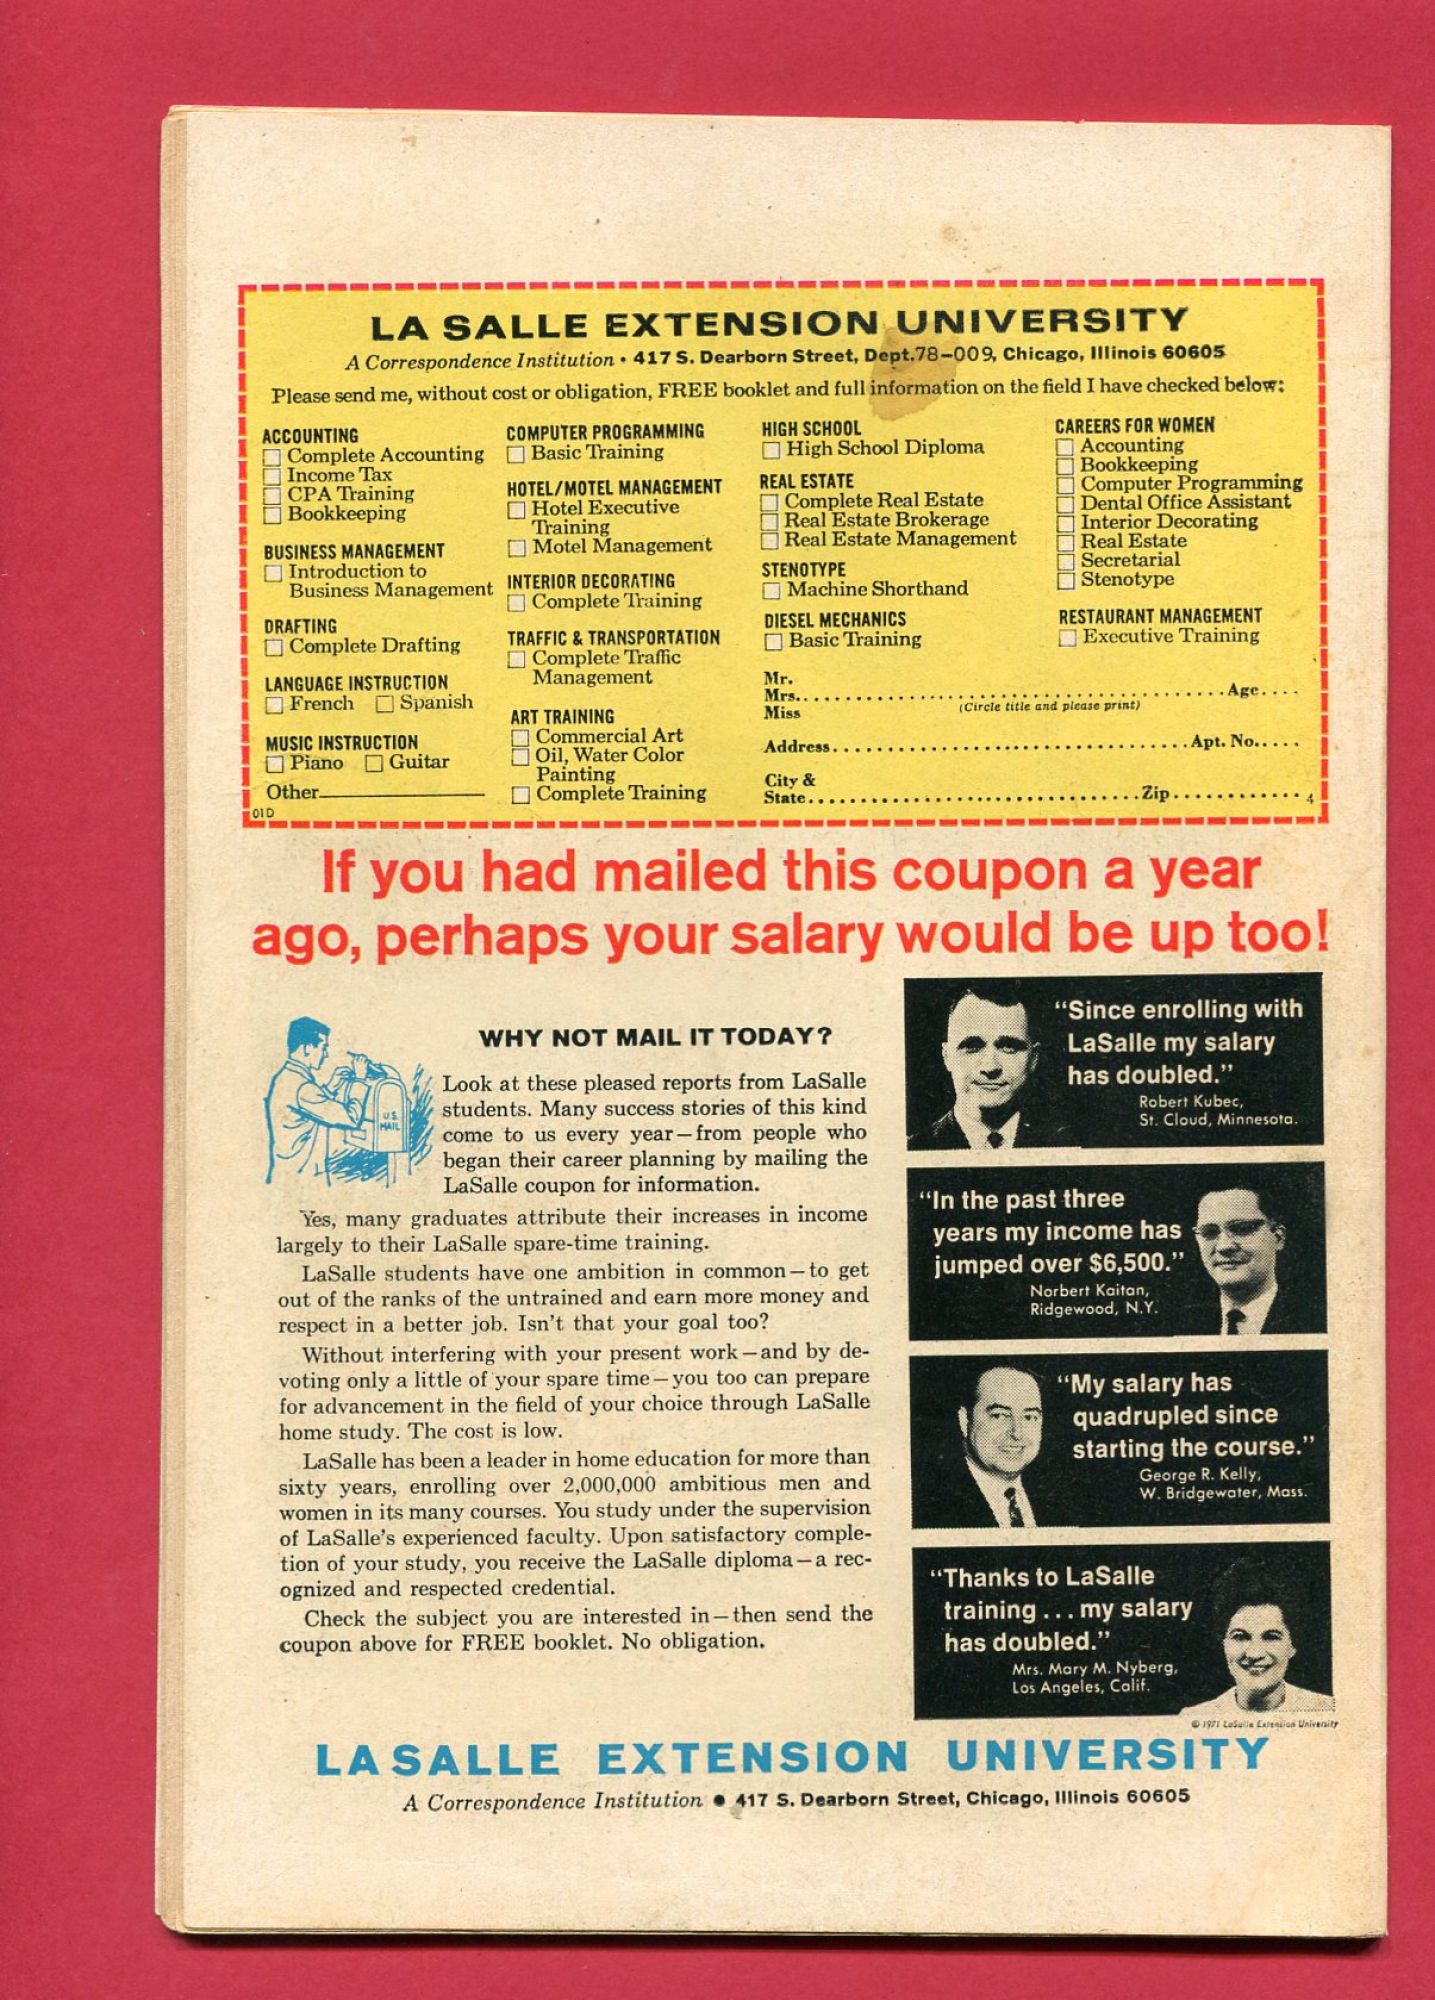 LA SALLE EXTENSION UNIVERSITY
A Correspondence Institution • 417 S. Dearborn Street, Dept. 78-009, Chicago, Illinois 60605
Please send me, without cost or obligation, FREE booklet and full information on the field I have checked below:
ACCOUNTING
Complete Accounting
Income Tax
CPA Training
Bookkeeping
BUSINESS MANAGEMENT
Introduction to
Business Management
DRAFTING
Complete Drafting
LANGUAGE INSTRUCTION
French Spanish
MUSIC INSTRUCTION
Piano Guitar
Other
01D
COMPUTER PROGRAMMING
Basic Training
HOTEL/MOTEL MANAGEMENT
Hotel Executive
Training
Motel Management
INTERIOR DECORATING
Complete Training
TRAFFIC & TRANSPORTATION
Complete Traffic
Management
ART TRAINING
Commercial Art
Oil, Water Color
Painting
Complete Training
HIGH SCHOOL
High School Diploma
REAL ESTATE
Complete Real Estate
Real Estate Brokerage
Real Estate Management
STENOTYPE
Machine Shorthand
DIESEL MECHANICS
Basic Training
CAREERS FOR WOMEN
Accounting
Bookkeeping
Computer Programming
Dental Office Assistant
Interior Decorating
Real Estate
Secretarial
Stenotype
RESTAURANT MANAGEMENT
Executive Training
Mr.
Mrs. Age
Miss (Circle title and please print)
Address Apt. No.
City &
State Zip 4
If you had mailed this coupon a year
ago, perhaps your salary would be up too!
U.S.
MAIL
WHY NOT MAIL IT TODAY?
Look at these pleased reports from LaSalle
students. Many success stories of this kind
come to us every year—from people who
began their career planning by mailing the
LaSalle coupon for information.
Yes, many graduates attribute their increases in income
largely to their LaSalle spare-time training.
LaSalle students have one ambition in common—to get
out of the ranks of the untrained and earn more money and
respect in a better job. Isn't that your goal too?
Without interfering with your present work—and by de-
voting only a little of your spare time—you too can prepare
for advancement in the field of your choice through LaSalle
home study. The cost is low.
LaSalle has been a leader in home education for more than
sixty years, enrolling over 2,000,000 ambitious men and
women in its many courses. You study under the supervision
of LaSalle's experienced faculty. Upon satisfactory comple-
tion of your study, you receive the LaSalle diploma—a rec-
ognized and respected credential.
Check the subject you are interested in—then send the
coupon above for FREE booklet. No obligation.
"Since enrolling with
LaSalle my salary
has doubled."
Robert Kubec,
St. Cloud, Minnesota.
"In the past three
years my income has
jumped over $6,500."
Norbert Kaitan,
Ridgewood, N.Y.
"My salary has
quadrupled since
starting the course."
George R. Kelly,
W. Bridgewater, Mass.
"Thanks to LaSalle
training ... my salary
has doubled."
Mrs. Mary M. Nyberg,
Los Angeles, Calif.
© 1971 LaSalle Extension University
LASALLE EXTENSION UNIVERSITY
A Correspondence Institution • 417 S. Dearborn Street, Chicago, Illinois 60605